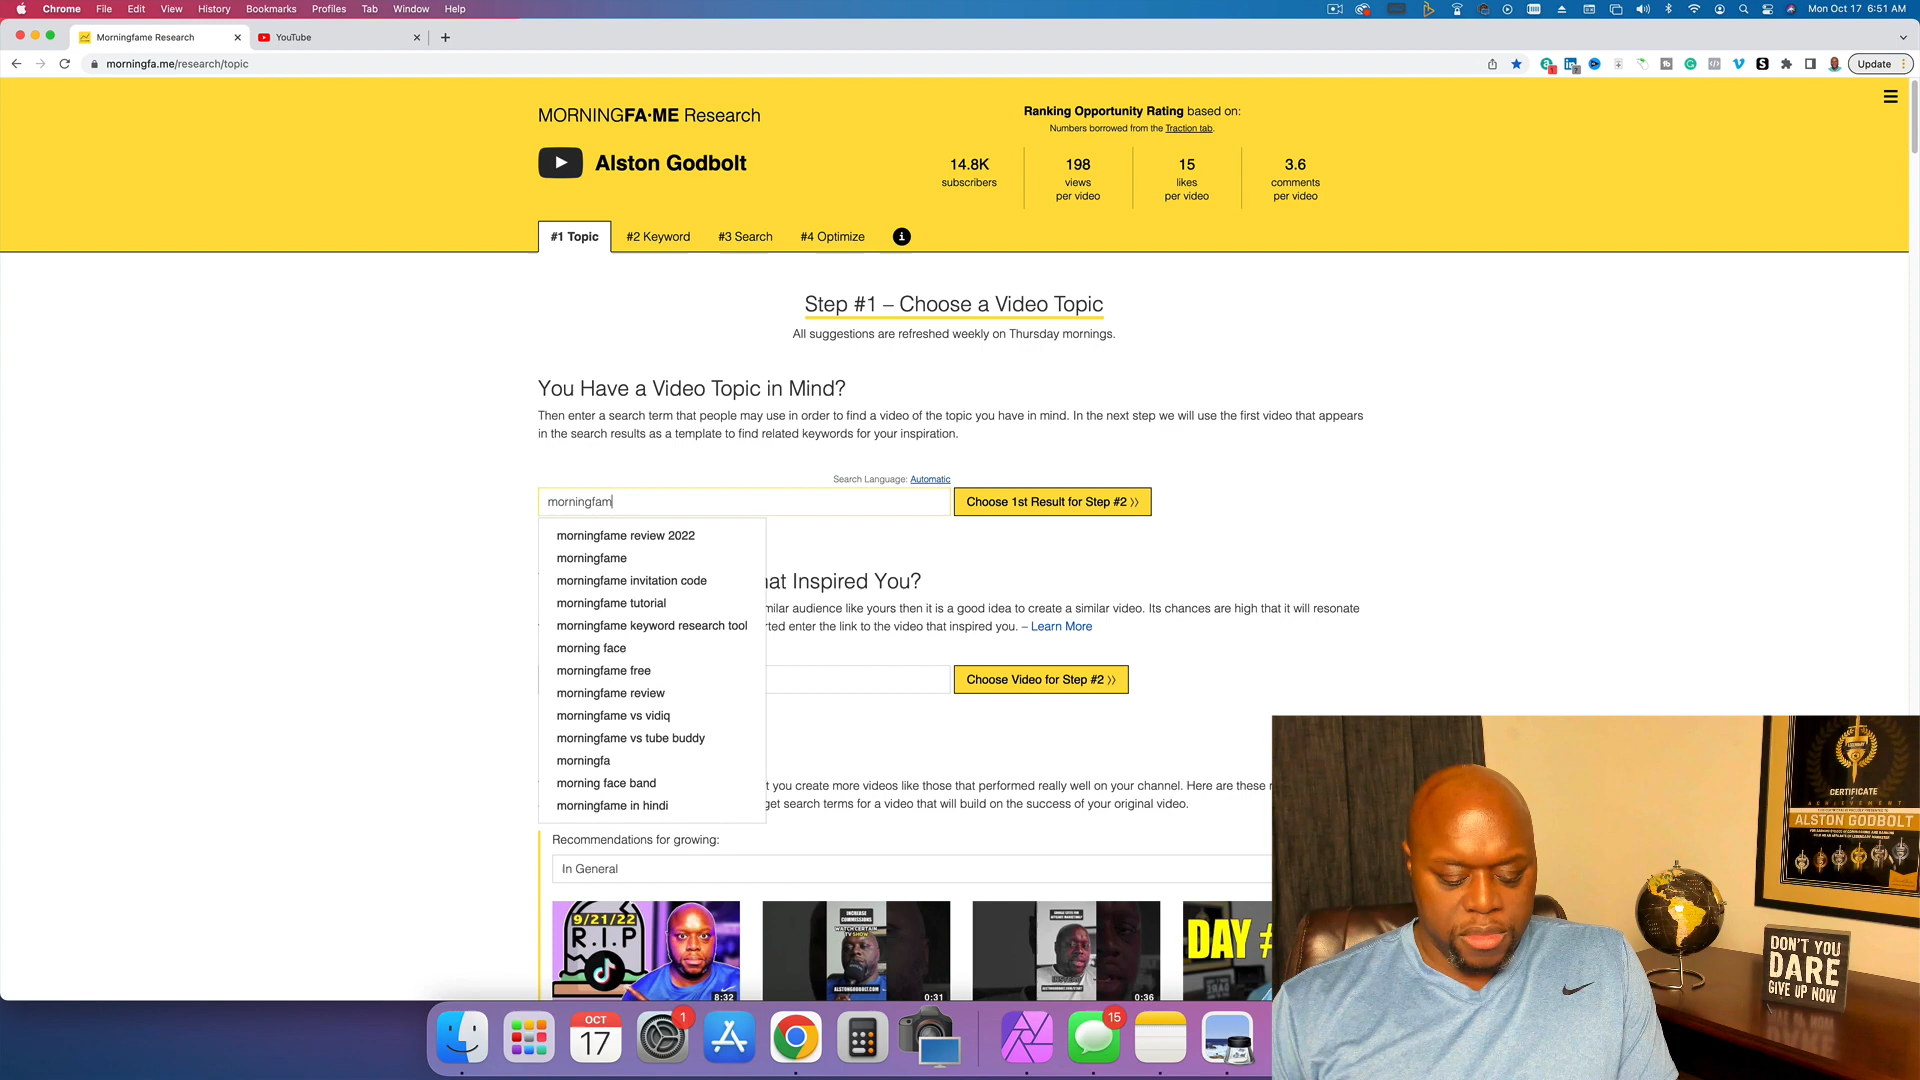 Chrome File Edit View History Bookmarks Profiles Tab Window Help
Mon Oct 17 6:51 AM
Morningfame Research
YouTube
morningfa.me/research/topic
Update
MORNINGFA·ME Research
Alston Godbolt
Ranking Opportunity Rating based on:
Numbers borrowed from the Traction tab.
14.8K 198 15 3.6
subscribers views likes comments
per video per video per video
#1 Topic #2 Keyword #3 Search #4 Optimize
Step #1 – Choose a Video Topic
All suggestions are refreshed weekly on Thursday mornings.
You Have a Video Topic in Mind?
Then enter a search term that people may use in order to find a video of the topic you have in mind. In the next step we will use the first video that appears
in the search results as a template to find related keywords for your inspiration.
Search Language: Automatic
morningfam
Choose 1st Result for Step #2 》
morningfame review 2022
morningfame
morningfame invitation code
morningfame tutorial
morningfame keyword research tool
morning face
morningfame free
morningfame review
morningfame vs vidiq
morningfame vs tube buddy
morningfa
morning face band
morningfame in hindi
hat Inspired You?
milar audience like yours then it is a good idea to create a similar video. Its chances are high that it will resonate
rted enter the link to the video that inspired you. – Learn More
Choose Video for Step #2 》
t you create more videos like those that performed really well on your channel. Here are these r
get search terms for a video that will build on the success of your original video.
Recommendations for growing:
In General
9/21/22
R.I.P
8:32
INCREASE
COMMISSIONS
WATCH CERTAIN
TV SHOW
ALSTONGODBOLT.COM
0:31
0:36
DAY #
CERTIFICATE
ALSTON GODBOLT
DON'T YOU
DARE
GIVE UP NOW
OCT
17
1
15